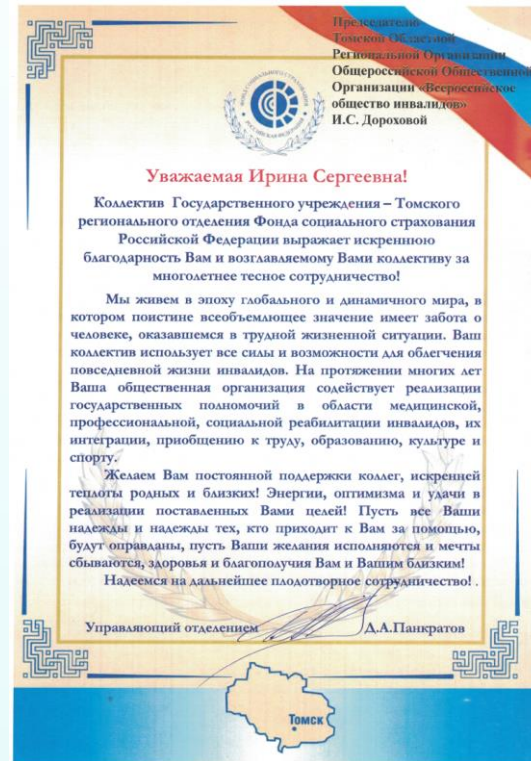 Председателю
Томской Областной
Региональной Организации
Общероссийской Общественной
Организации «Всероссийское
общество инвалидов»
И.С. Дороховой
ФОНД СОЦИАЛЬНОГО СТРАХОВАНИЯ
РОССИЙСКАЯ ФЕДЕРАЦИЯ
Уважаемая Ирина Сергеевна!
Коллектив Государственного учреждения – Томского
регионального отделения Фонда социального страхования
Российской Федерации выражает искреннюю
благодарность Вам и возглавляемому Вами коллективу за
многолетнее тесное сотрудничество!
Мы живем в эпоху глобального и динамичного мира, в
котором поистине всеобъемлющее значение имеет забота о
человеке, оказавшемся в трудной жизненной ситуации. Ваш
коллектив использует все силы и возможности для облегчения
повседневной жизни инвалидов. На протяжении многих лет
Ваша общественная организация содействует реализации
государственных полномочий в области медицинской,
профессиональной, социальной реабилитации инвалидов, их
интеграции, приобщению к труду, образованию, культуре и
спорту.
Желаем Вам постоянной поддержки коллег, искренней
теплоты родных и близких! Энергии, оптимизма и удачи в
реализации поставленных Вами целей! Пусть все Ваши
надежды и надежды тех, кто приходит к Вам за помощью,
будут оправданы, пусть Ваши желания исполняются и мечты
сбываются, здоровья и благополучия Вам и Вашим близким!
Надеемся на дальнейшее плодотворное сотрудничество! .
Управляющий отделением Д.А.Панкратов
Томск